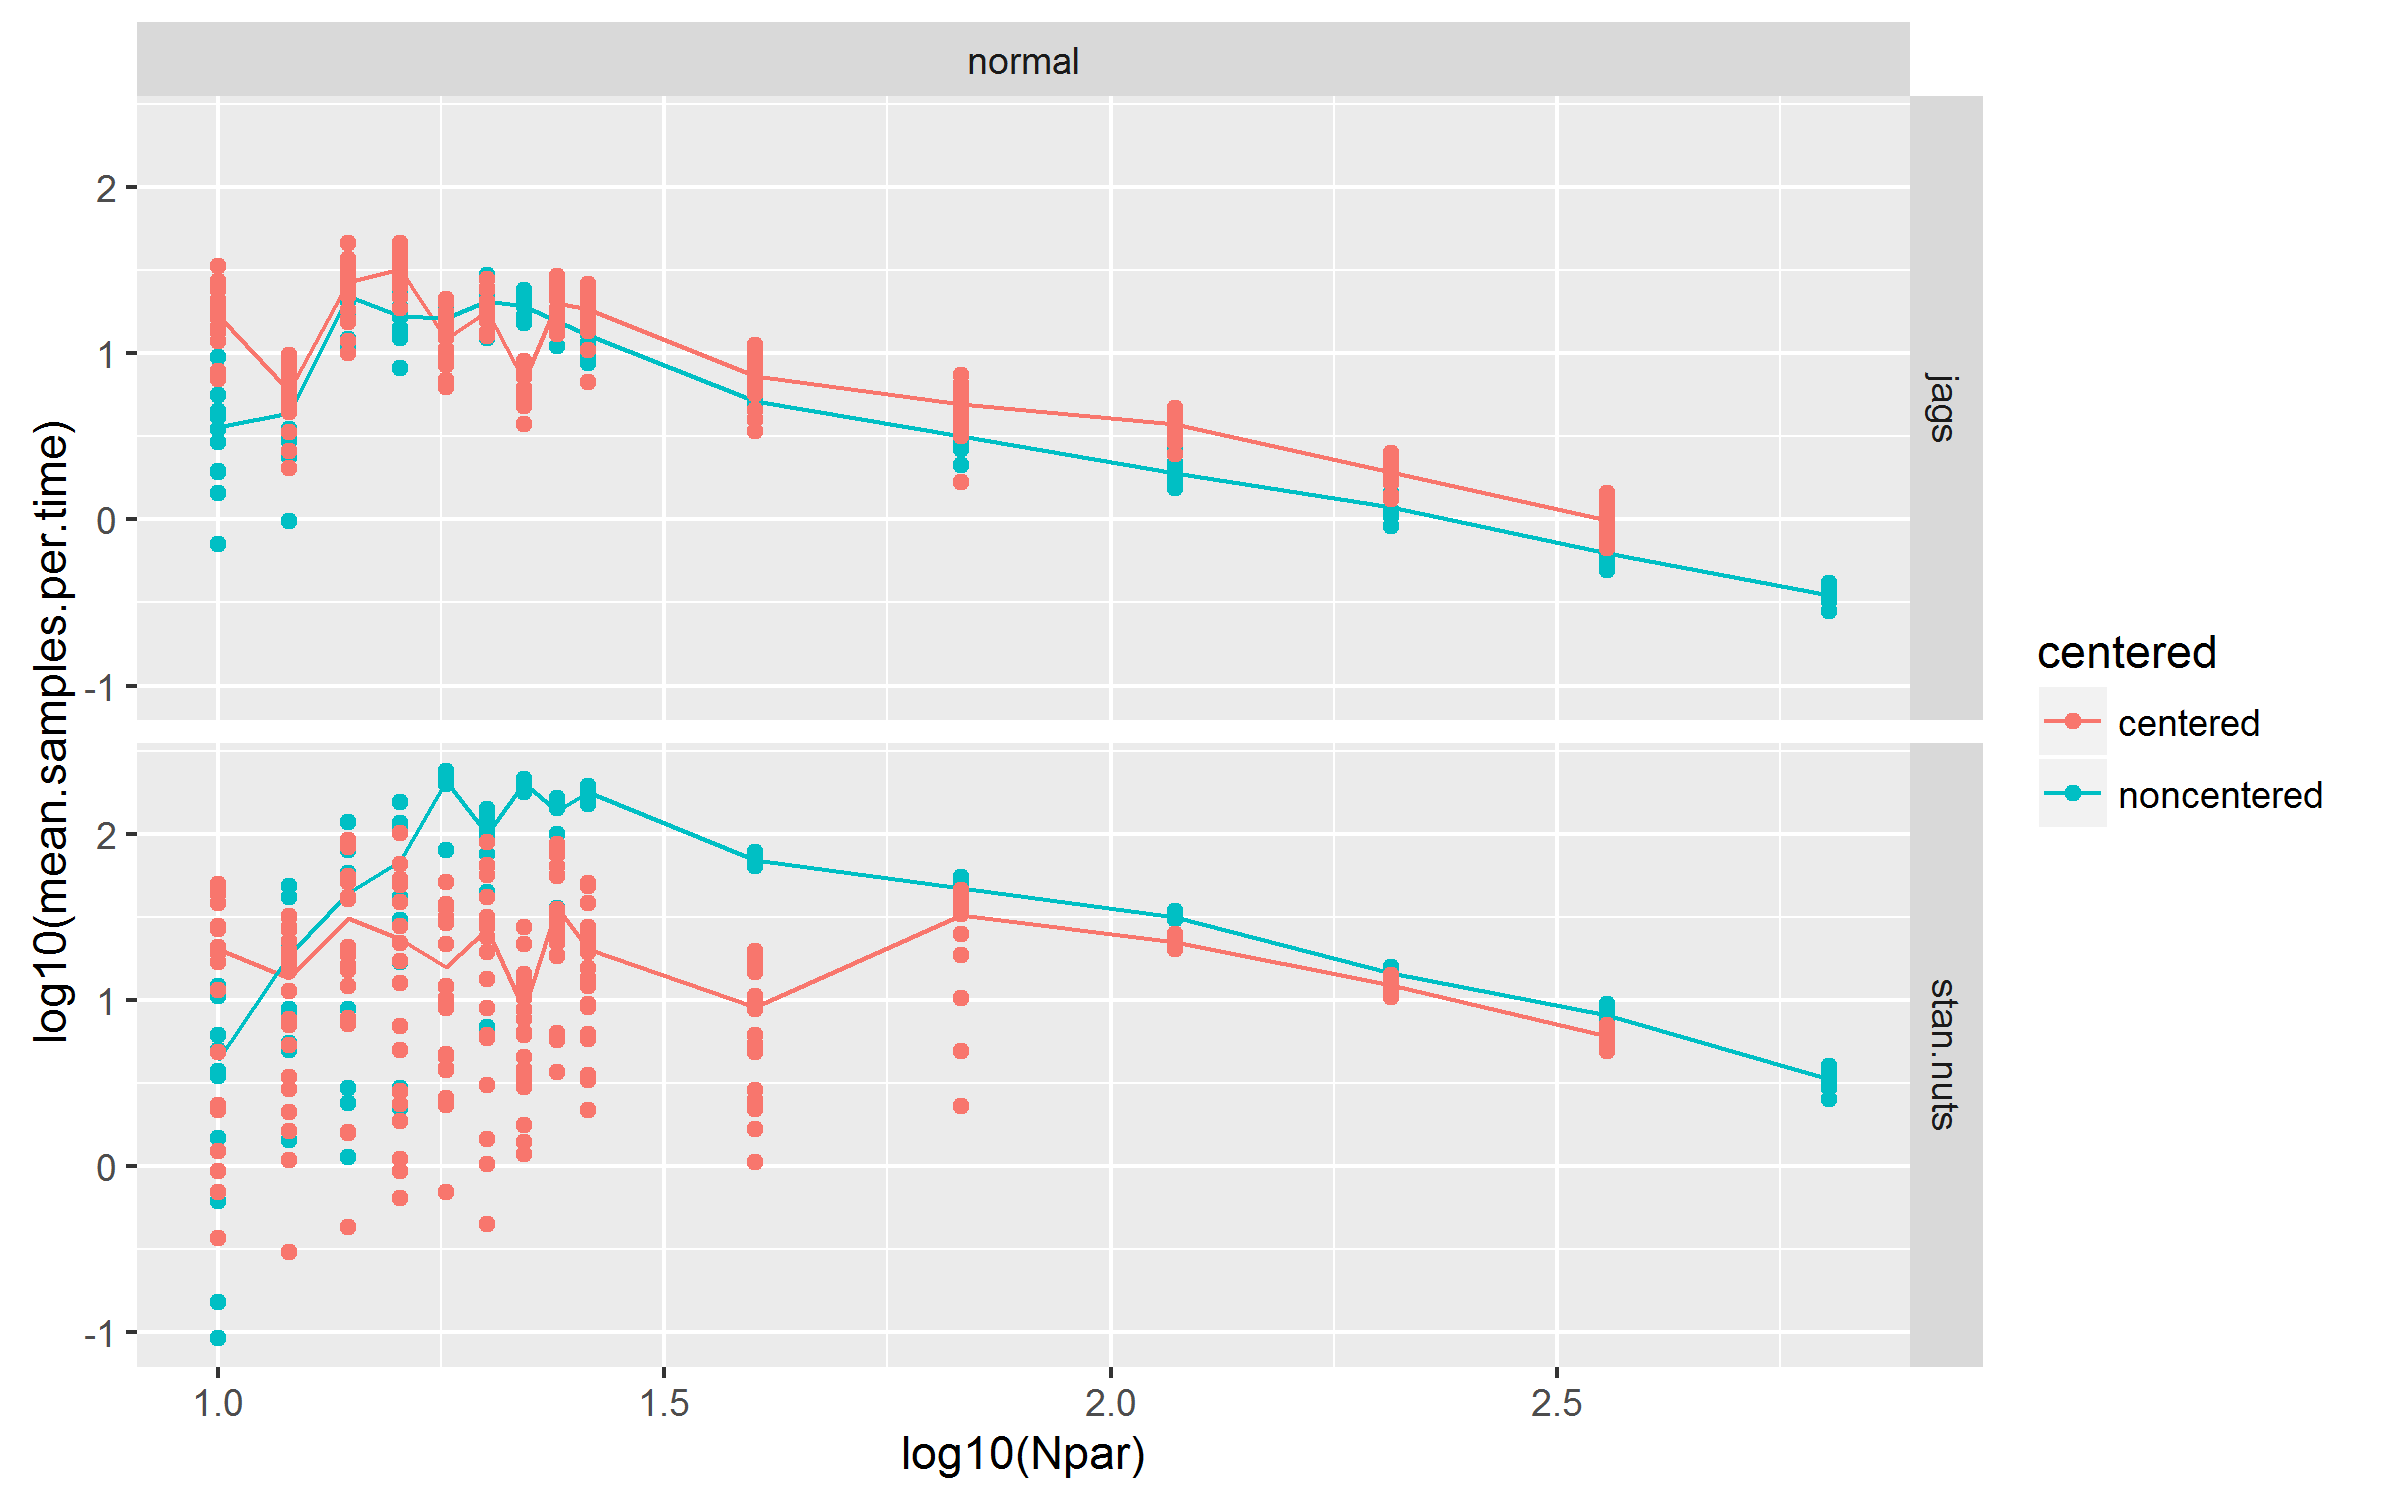 normal
log10(mean.samples.per.time)
2
1
0
-1
jags
2
1
0
-1
stan.nuts
1.0
1.5
2.0
2.5
log10(Npar)
centered
centered
noncentered